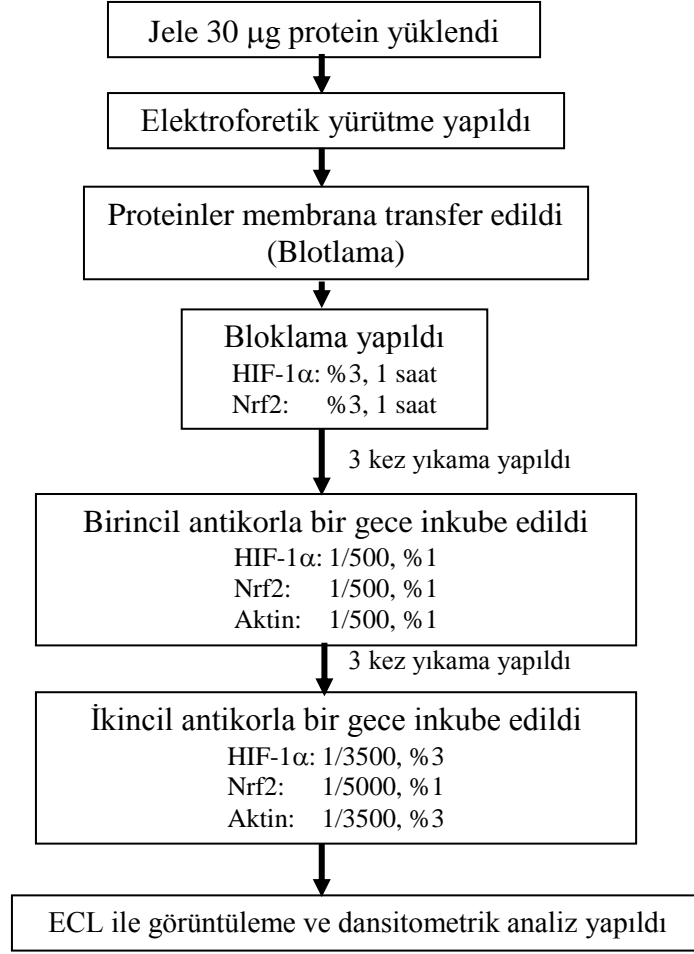 Jele 30 μg protein yüklendi
Elektroforetik yürütme yapıldı
Proteinler membrana transfer edildi
(Blotlama)
Bloklama yapıldı
HIF-1α: %3, 1 saat
Nrf2: %3, 1 saat
3 kez yıkama yapıldı
Birincil antikorla bir gece inkube edildi
HIF-1α: 1/500, %1
Nrf2: 1/500, %1
Aktin: 1/500, %1
3 kez yıkama yapıldı
İkincil antikorla bir gece inkube edildi
HIF-1α: 1/3500, %3
Nrf2: 1/5000, %1
Aktin: 1/3500, %3
ECL ile görüntüleme ve dansitometrik analiz yapıldı